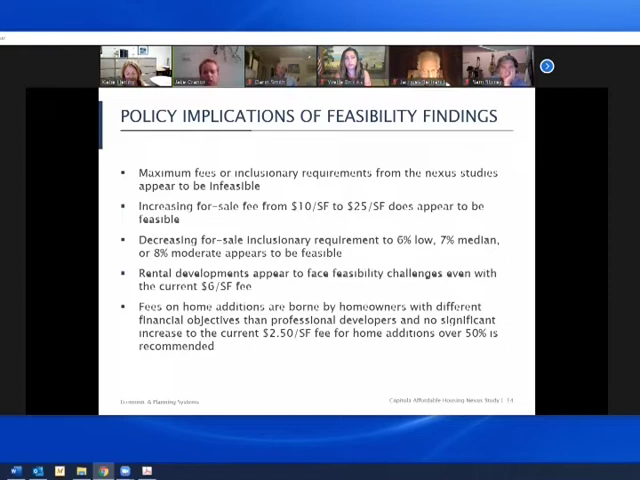 POLICY IMPLICATIONS OF FEASIBILITY FINDINGS
Maximum fees or inclusionary requirements from the nexus studies
appear to be infeasible
Increasing for-sale fee from $10/SF to $25/SF does appear to be
feasible
Decreasing for-sale inclusionary requirement to 6% low, 7% median,
or 8% moderate appears to be feasible
Rental developments appear to face feasibility challenges even with
the current $6/SF fee
Fees on home additions are borne by homeowners with different
financial objectives than professional developers and no significant
increase to the current $2.50/SF fee for home additions over 50% is
recommended
Economic & Planning Systems
Capitola Affordable Housing Nexus Study | 14